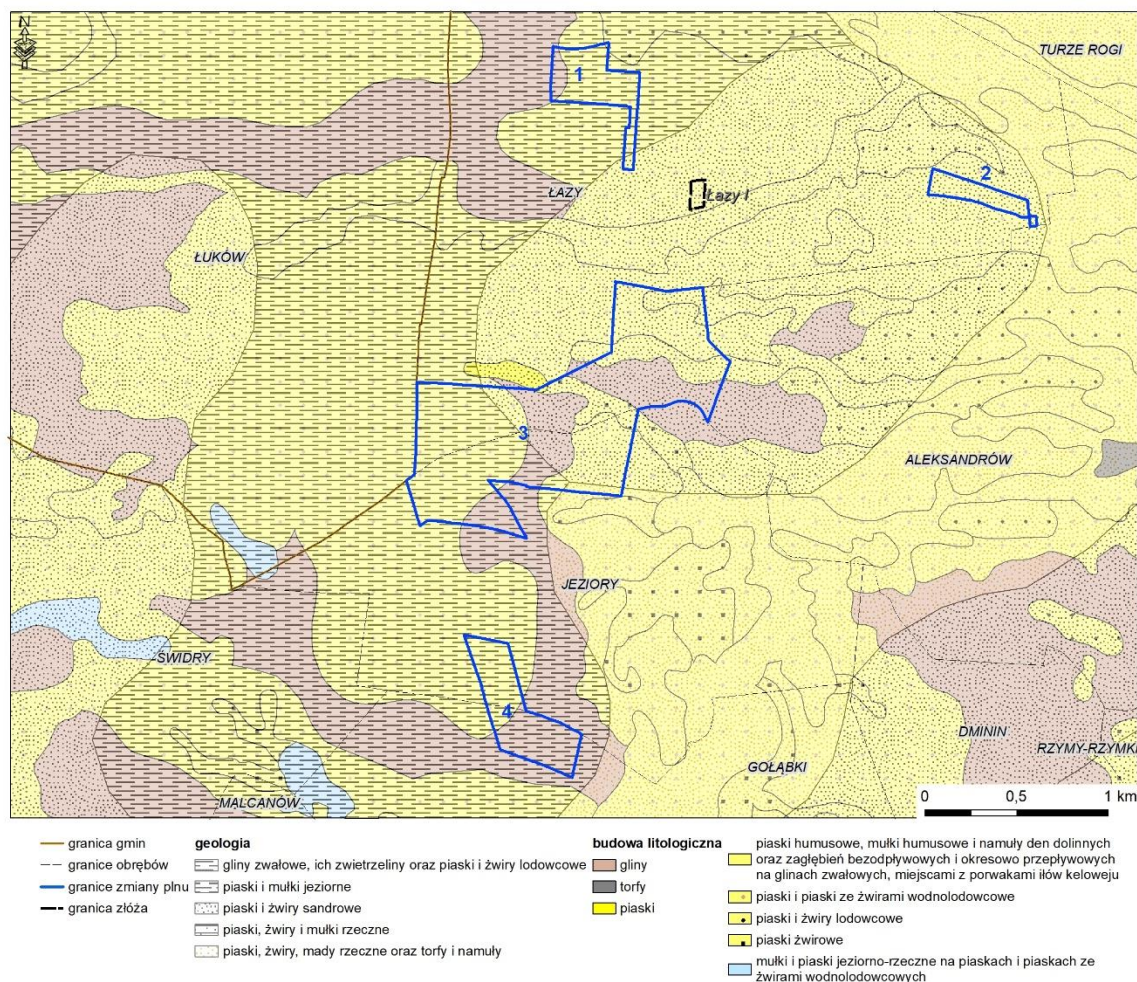 N
TURZE ROGI
1
2
ŁAZY
Łazy I
ŁUKÓW
3
ALEKSANDRÓW
JEZIORY
ŚWIDRY
4
DMININ
RZYMY-RZYMKI
GOŁĄBKI
MALCANÓW
0 0,5 1 km
granica gmin
granice obrębów
granice zmiany plnu
granica złóża
geologia
gliny zwałowe, ich zwietrzeliny oraz piaski i żwiry lodowcowe
piaski i mułki jeziorne
piaski i żwiry sandrowe
piaski, żwiry i mułki rzeczne
piaski, żwiry, mady rzeczne oraz torfy i namuły
budowa litologiczna
gliny
torfy
piaski
piaski humusowe, mułki humusowe i namuły den dolinnych
oraz zagłębień bezodpływowych i okresowo przepływowych
na glinach zwałowych, miejscami z porwakami iłów keloweju
piaski i piaski ze żwirami wodnolodowcowe
piaski i żwiry lodowcowe
piaski żwirowe
mułki i piaski jeziorno-rzeczne na piaskach i piaskach ze
żwirami wodnolodowcowych